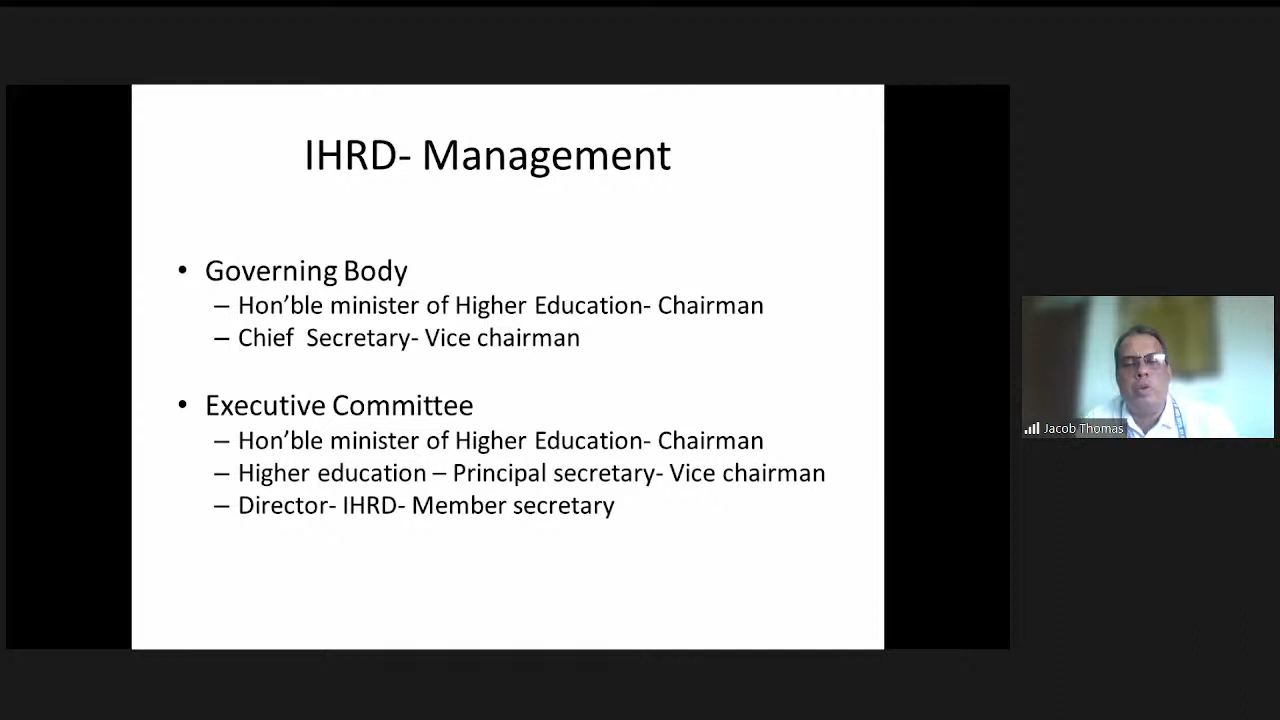 IHRD- Management
• Governing Body
– Hon’ble minister of Higher Education- Chairman
– Chief Secretary- Vice chairman
• Executive Committee
– Hon’ble minister of Higher Education- Chairman
– Higher education – Principal secretary- Vice chairman
– Director- IHRD- Member secretary
Jacob Thomas